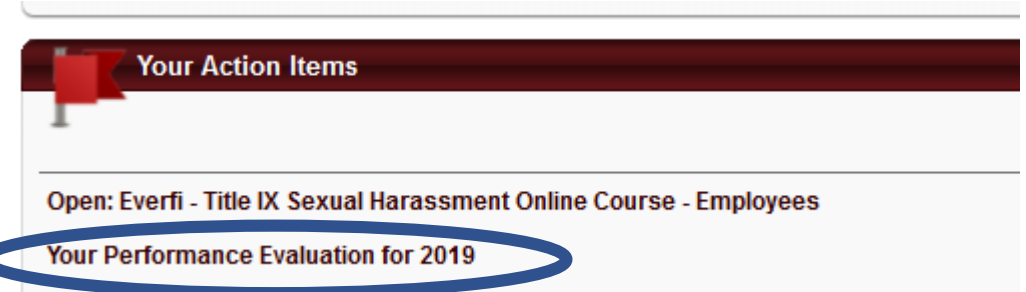 Your Action Items
Open: Everfi - Title IX Sexual Harassment Online Course - Employees
Your Performance Evaluation for 2019